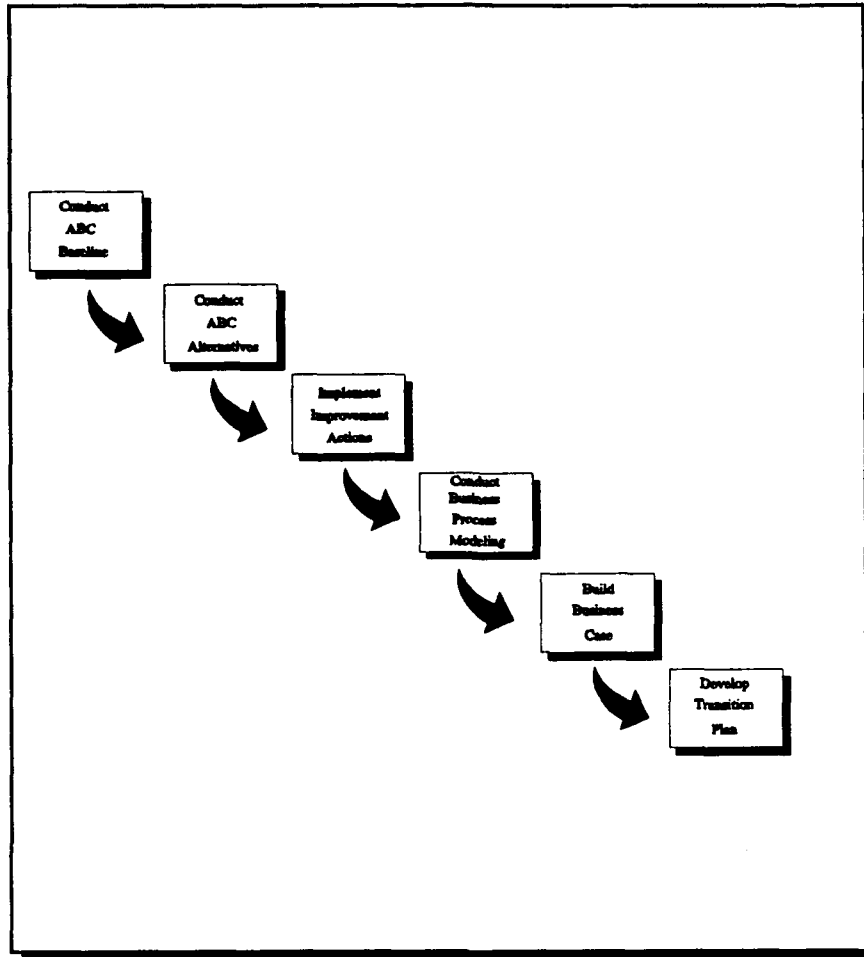 Conduct
ABC
Baseline
Conduct
ABC
Alternatives
Implement
Improvement
Actions
Conduct
Business
Process
Modeling
Build
Business
Case
Develop
Transition
Plan